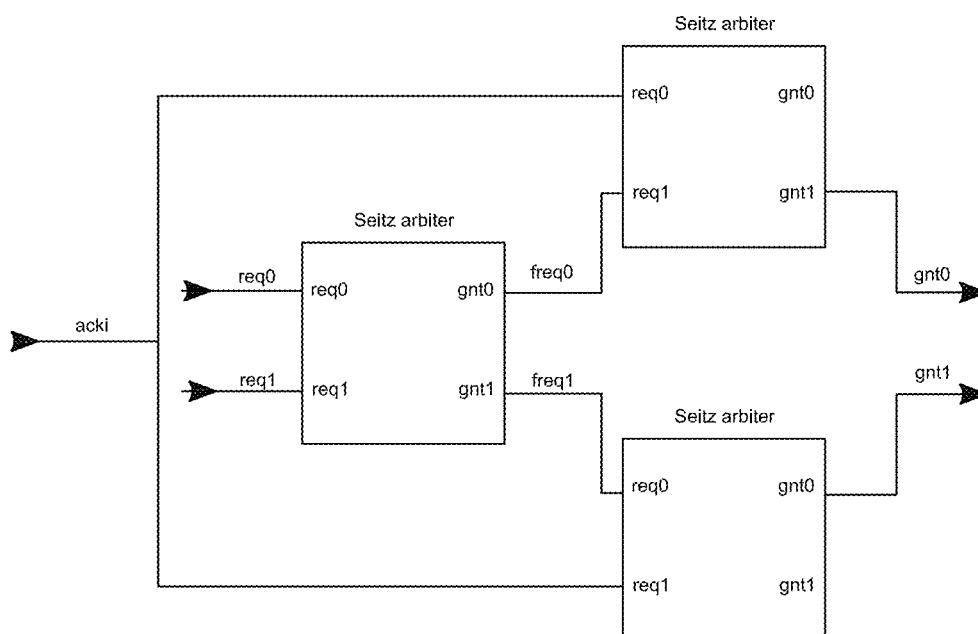 Seitz arbiter
req0 gnt0
req1 gnt1
Seitz arbiter
req0 req0 gnt0 freq0 gnt0
acki
req1 req1 gnt1 freq1 gnt1
Seitz arbiter
req0 gnt0
req1 gnt1